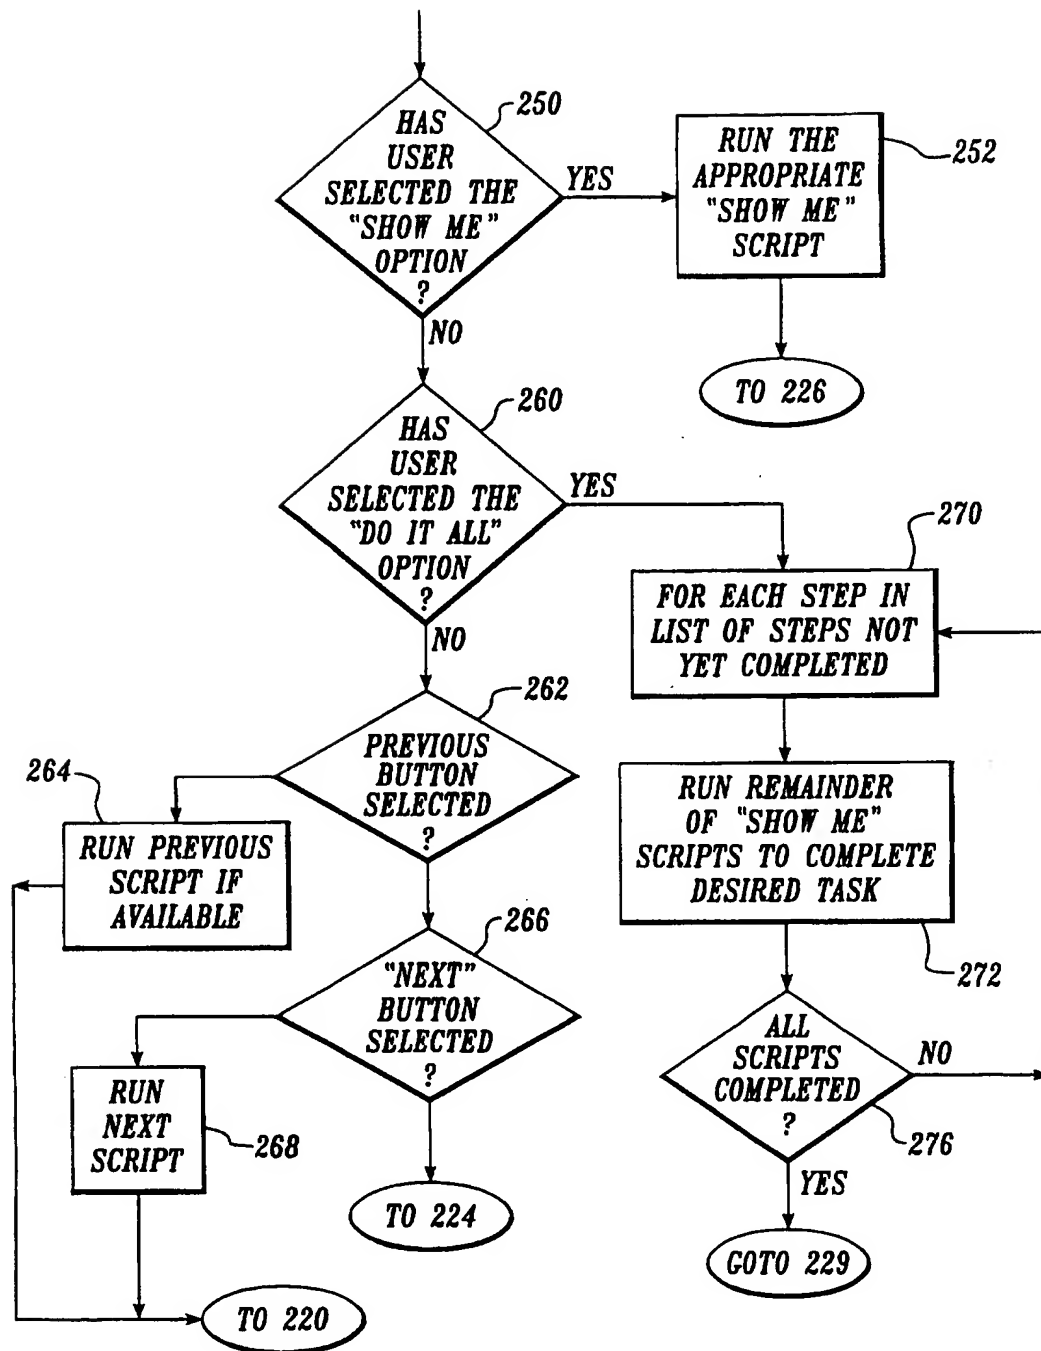 250
HAS
USER
SELECTED THE
"SHOW ME"
OPTION
?
YES
NO
RUN THE
APPROPRIATE
"SHOW ME"
SCRIPT
252
TO 226
260
HAS
USER
SELECTED THE
"DO IT ALL"
OPTION
?
YES
NO
270
FOR EACH STEP IN
LIST OF STEPS NOT
YET COMPLETED
262
PREVIOUS
BUTTON
SELECTED
?
264
RUN PREVIOUS
SCRIPT IF
AVAILABLE
RUN REMAINDER
OF "SHOW ME"
SCRIPTS TO COMPLETE
DESIRED TASK
272
266
"NEXT"
BUTTON
SELECTED
?
RUN
NEXT
SCRIPT
268
ALL
SCRIPTS
COMPLETED
?
NO
276
YES
TO 224
GOTO 229
TO 220